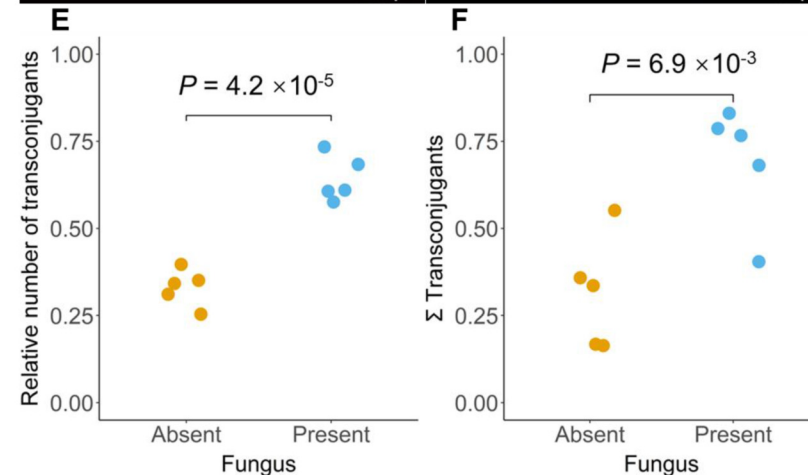 E
P = 4.2 ×10⁻⁵
Relative number of transconjugants
1.00
0.75
0.50
0.25
0.00
Absent Present
Fungus
F
P = 6.9 ×10⁻³
Σ Transconjugants
1.00
0.75
0.50
0.25
0.00
Absent Present
Fungus